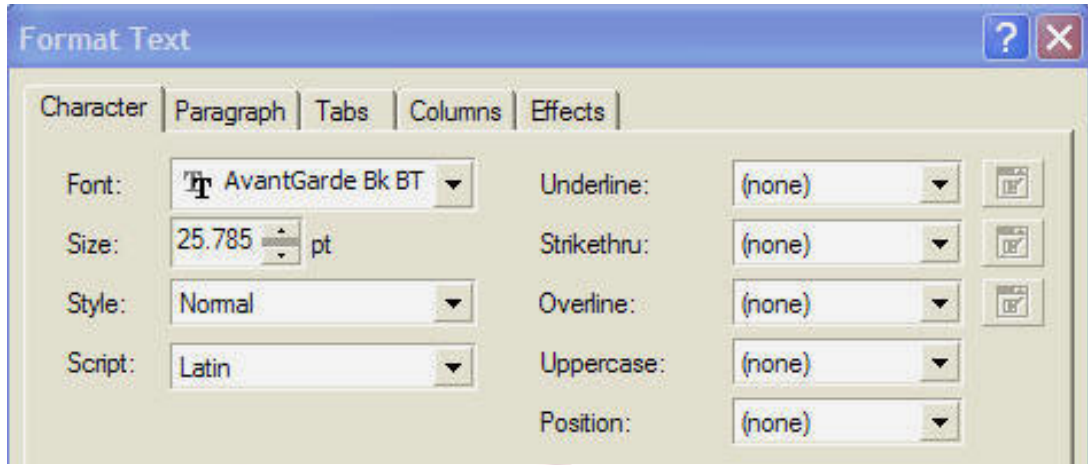 Format Text
Character Paragraph Tabs Columns Effects
Font: AvantGarde Bk BT Underline: (none)
Size: 25.785 pt Strikethru: (none)
Style: Normal Overline: (none)
Script: Latin Uppercase: (none)
Position: (none)